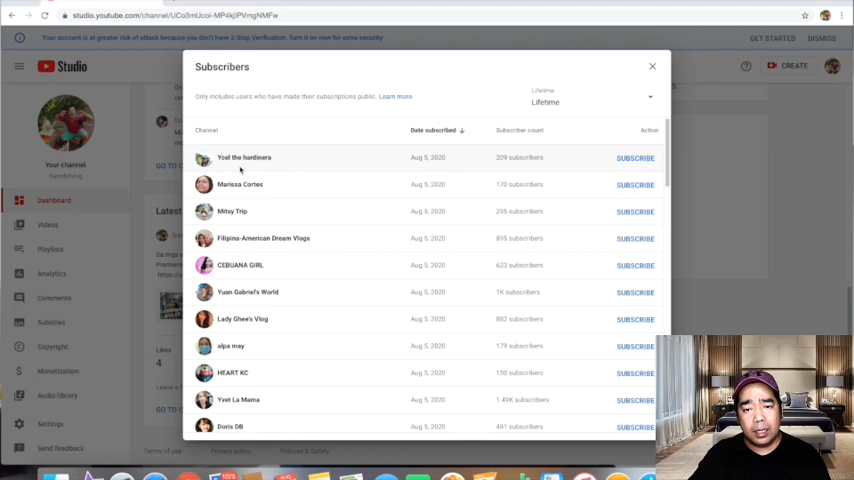 studio.youtube.com/channel/UCo3mUcoi-MP4kjIPVmgNMFw
Your account is at greater risk of attack because you don't have 2-Step Verification. Turn it on now for extra security
GET STARTED
DISMISS
Studio
CREATE
Your channel
Dashboard
Videos
Playlists
Analytics
Comments
Subtitles
Copyright
Monetization
Audio library
Settings
Send feedback
GO TO
Latest
Likes
4
GO TO
Terms of use
Privacy policy
Policies & Safety
Subscribers
Only includes users who have made their subscriptions public. Learn more
Lifetime
Lifetime
Channel Date subscribed Subscriber count Action
Ycel the hardinera Aug 5, 2020 209 subscribers SUBSCRIBE
Marissa Cortes Aug 5, 2020 170 subscribers SUBSCRIBE
Mitsy Trip Aug 5, 2020 295 subscribers SUBSCRIBE
Filipina-American Dream Vlogs Aug 5, 2020 895 subscribers SUBSCRIBE
CEBUANA GIRL Aug 5, 2020 623 subscribers SUBSCRIBE
Yuan Gabriel's World Aug 5, 2020 1K subscribers SUBSCRIBE
Lady Ghee's Vlog Aug 5, 2020 882 subscribers SUBSCRIBE
alpa may Aug 5, 2020 179 subscribers SUBSCRIBE
HEART KC Aug 5, 2020 150 subscribers SUBSCRIBE
Yvet La Mama Aug 5, 2020 1.49K subscribers SUBSCRIBE
Doris DB Aug 5, 2020 491 subscribers SUBSCRIBE